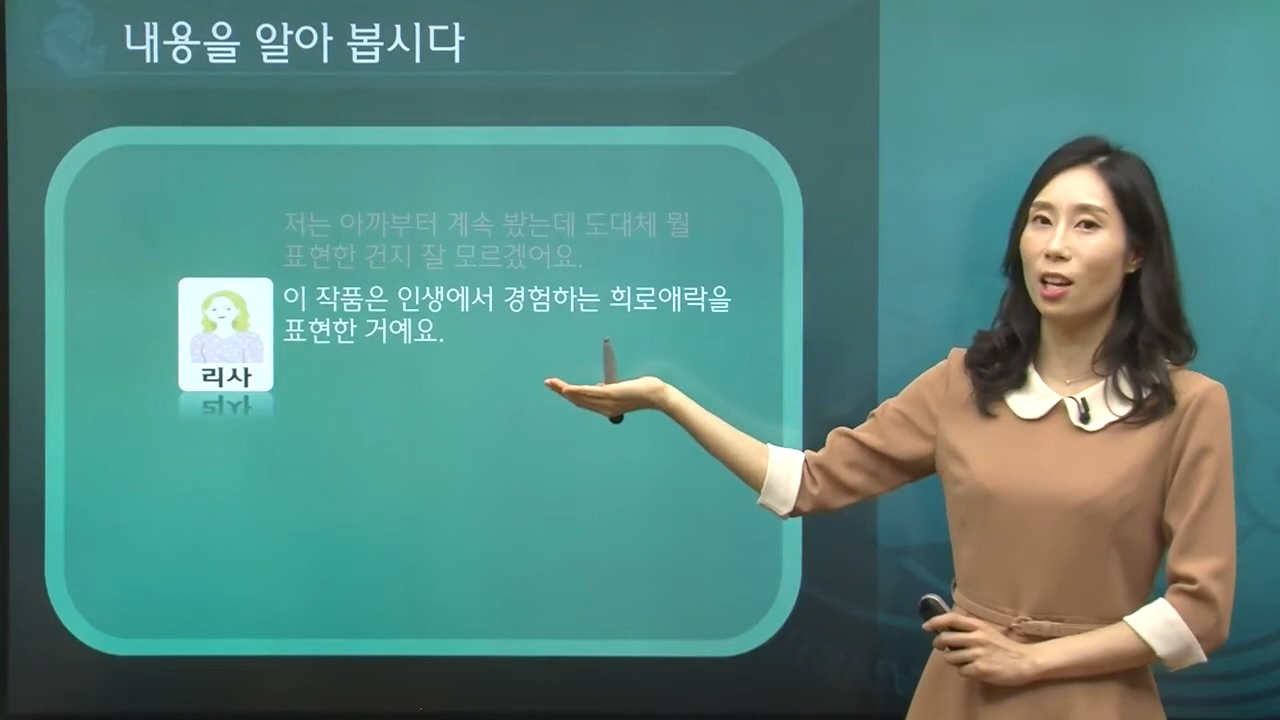 내용을 알아 봅시다
저는 아까부터 계속 봤는데 도대체 뭘
표현한 건지 잘 모르겠어요.
이 작품은 인생에서 경험하는 희로애락을
표현한 거예요.
리사